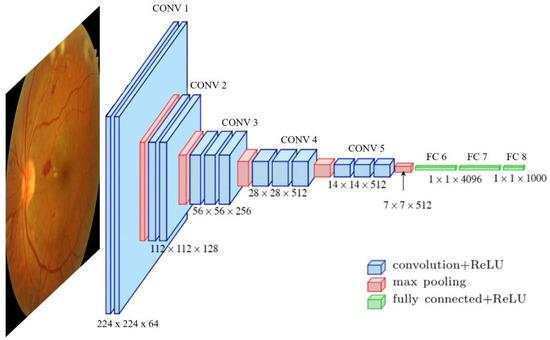 CONV 1
CONV 2
CONV 3
CONV 4
CONV 5
FC 6
FC 7
FC 8
1 × 1 × 4096
1 × 1 × 1000
14 × 14 × 512
28 × 28 × 512
7 × 7 × 512
56 × 56 × 256
112 × 112 × 128
224 x 224 x 64
convolution+ReLU
max pooling
fully connected+ReLU